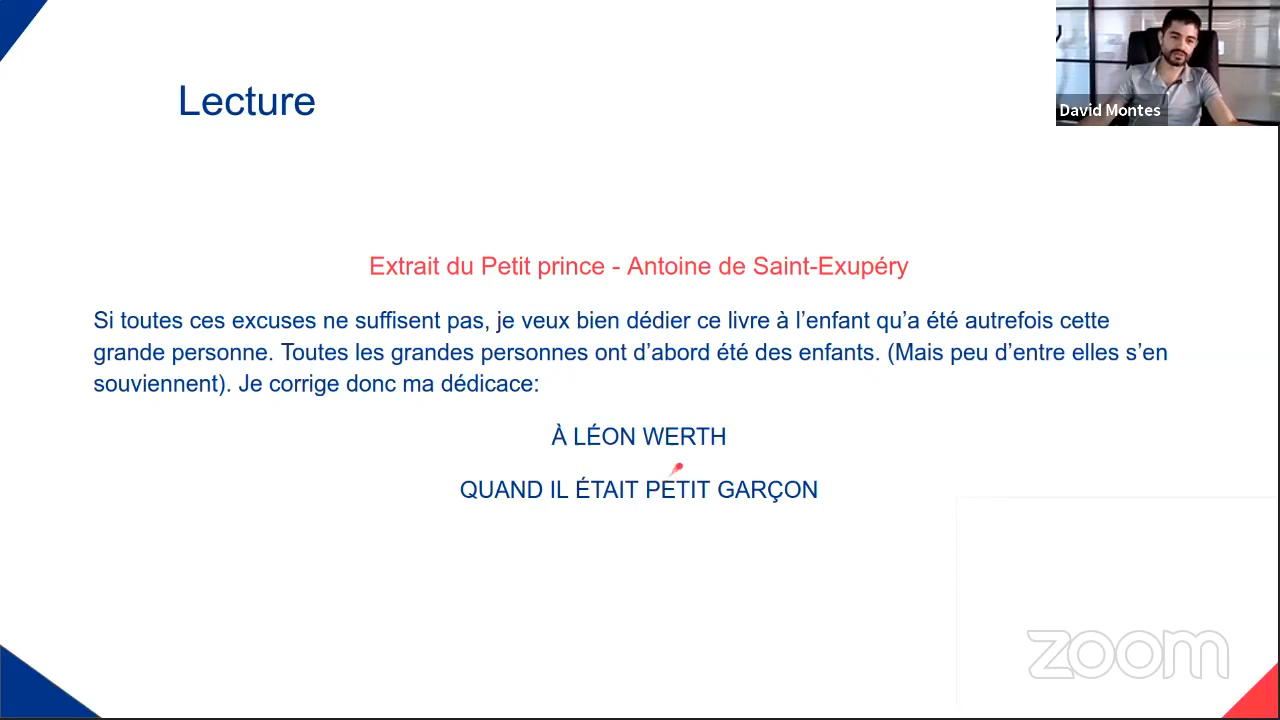 David Montes
Lecture
Extrait du Petit prince - Antoine de Saint-Exupéry
Si toutes ces excuses ne suffisent pas, je veux bien dédier ce livre à l’enfant qu’a été autrefois cette
grande personne. Toutes les grandes personnes ont d’abord été des enfants. (Mais peu d’entre elles s’en
souviennent). Je corrige donc ma dédicace:
À LÉON WERTH
QUAND IL ÉTAIT PETIT GARÇON
zoom